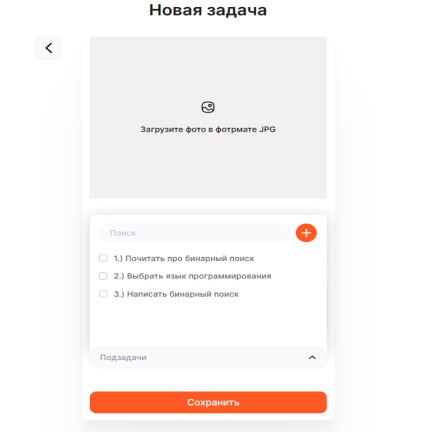 Новая задача
Загрузите фото в фотрмате JPG
Поиск
1.) Почитать про бинарный поиск
2.) Выбрать язык программирования
3.) Написать бинарный поиск
Подзадачи
Сохранить